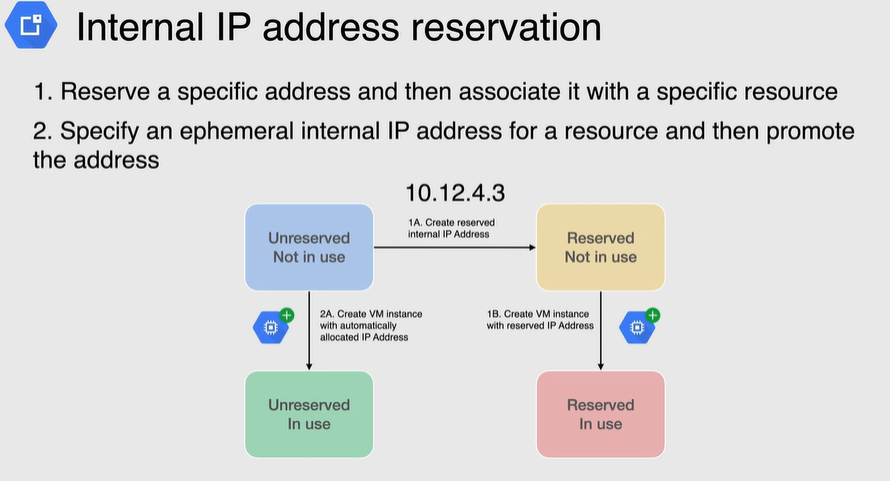 Internal IP address reservation
1. Reserve a specific address and then associate it with a specific resource
2. Specify an ephemeral internal IP address for a resource and then promote
the address
10.12.4.3
1A. Create reserved
internal IP Address
Unreserved
Not in use
Reserved
Not in use
2A. Create VM instance
with automatically
allocated IP Address
1B. Create VM instance
with reserved IP Address
Unreserved
In use
Reserved
In use